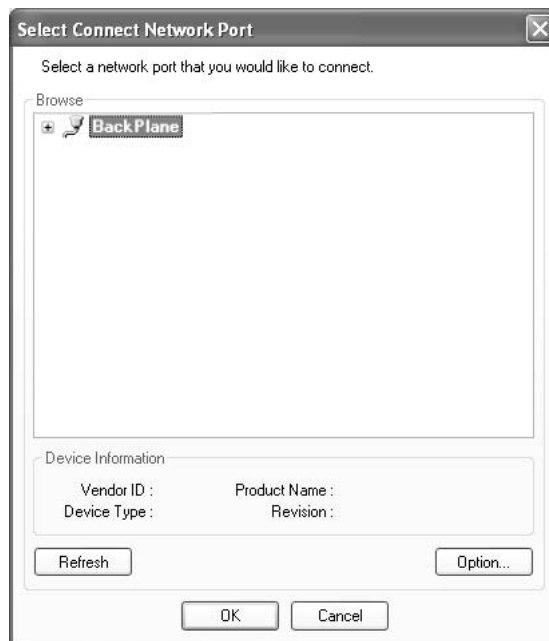 Select Connect Network Port
Select a network port that you would like to connect.
Browse
BackPlane
Device Information
Vendor ID : Product Name :
Device Type : Revision :
Refresh Option...
OK Cancel